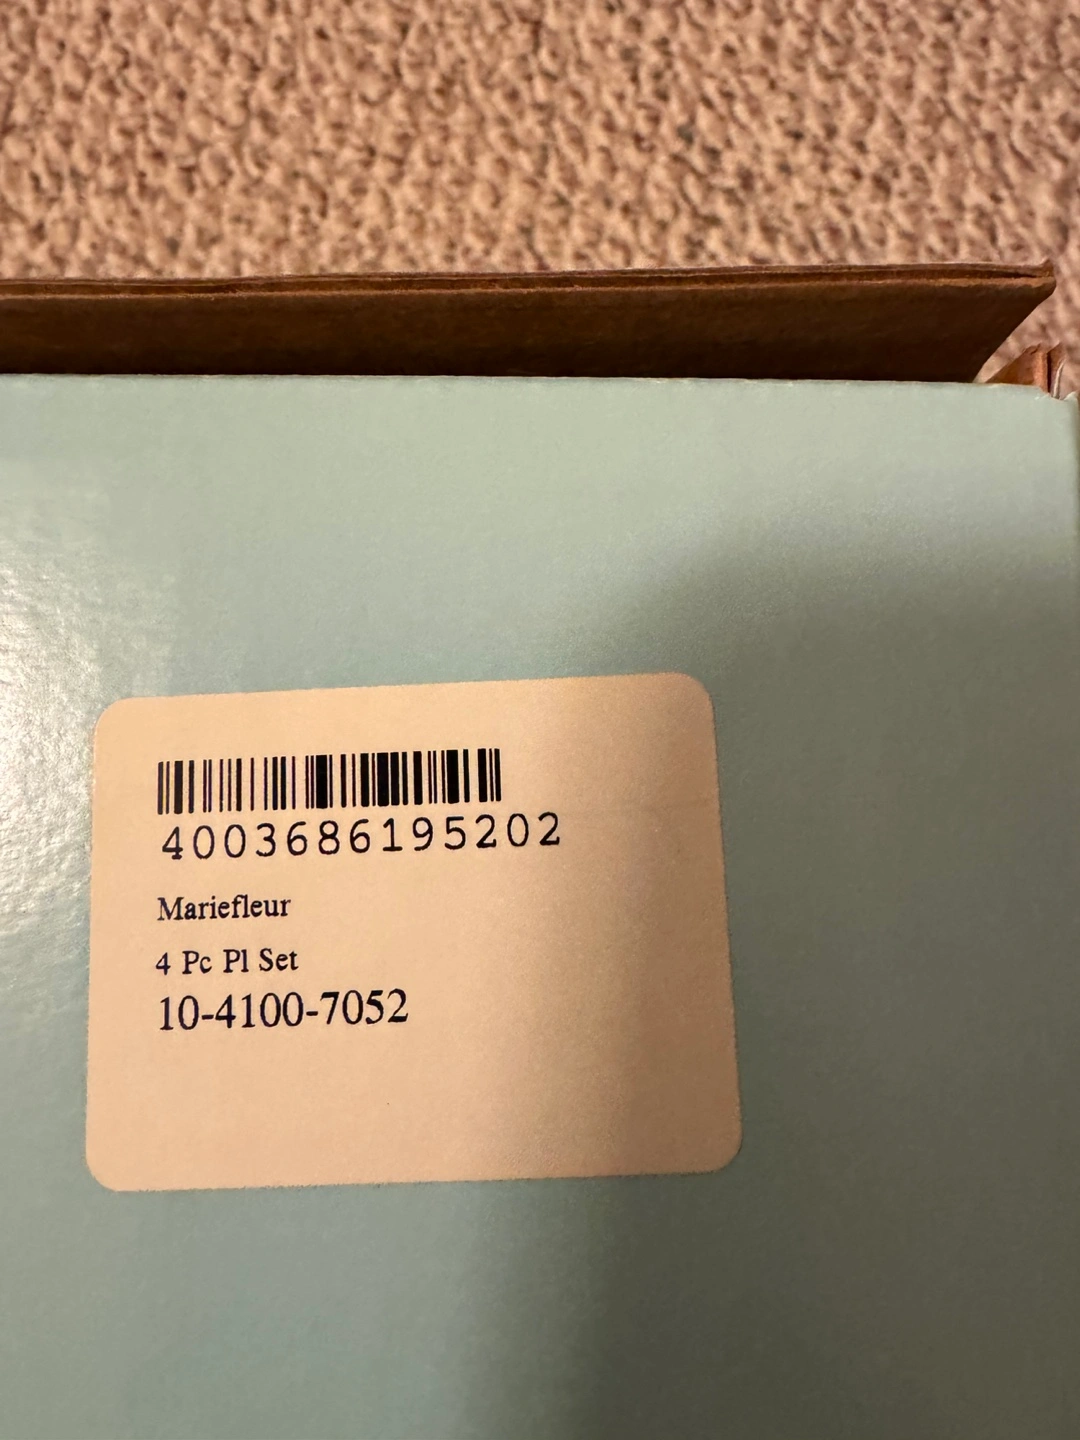 4003686195202
Mariefleur
4 Pc Pl Set
10-4100-7052